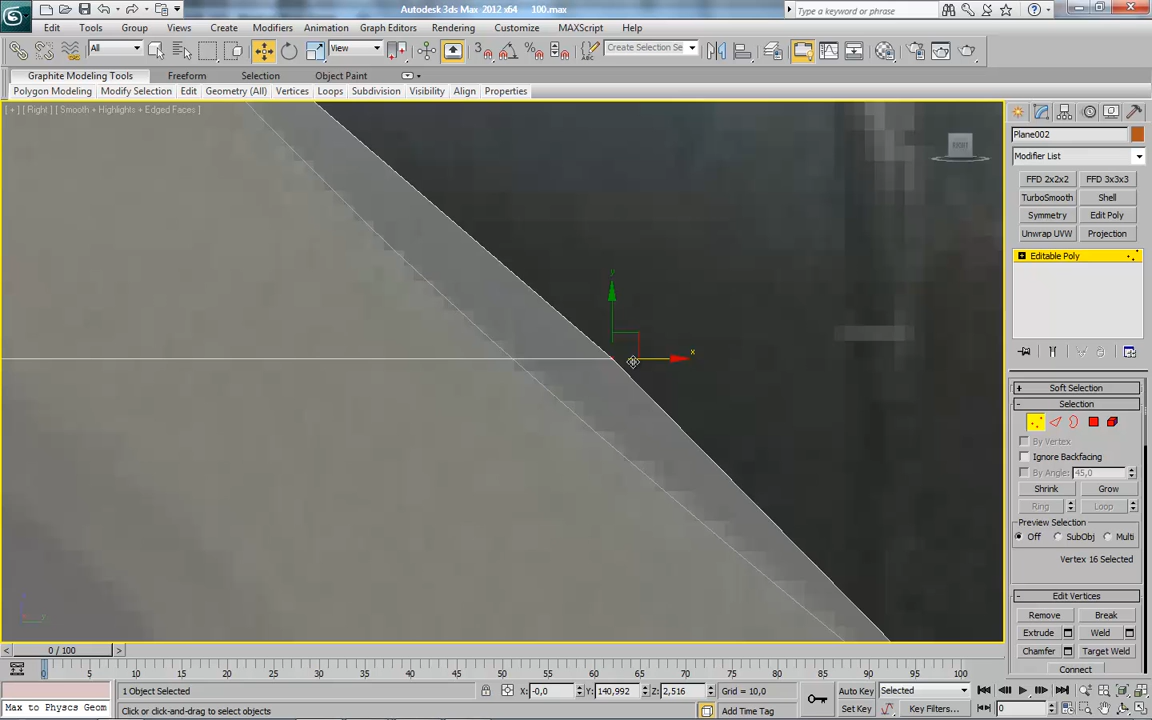 Autodesk 3ds Max 2012 x64 100.max
Type a keyword or phrase
Edit Tools Group Views Create Modifiers Animation Graph Editors Rendering Customize MAXScript Help
All View 3 Create Selection Se
Graphite Modeling Tools Freeform Selection Object Paint
Polygon Modeling Modify Selection Edit Geometry (All) Vertices Loops Subdivision Visibility Align Properties
[ + ] [ Right ] [ Smooth + Highlights + Edged Faces ]
RIGHT
Plane002
Modifier List
FFD 2x2x2 FFD 3x3x3
TurboSmooth Shell
Symmetry Edit Poly
Unwrap UVW Projection
Editable Poly
y
x
+ Soft Selection
- Selection
By Vertex
Ignore Backfacing
By Angle: 45,0
Shrink Grow
Ring Loop
Preview Selection
Off SubObj Multi
Vertex 16 Selected
- Edit Vertices
Remove Break
Extrude Weld
Chamfer Target Weld
Connect
< 0 / 100 >
0 5 10 15 20 25 30 35 40 45 50 55 60 65 70 75 80 85 90 95 100
1 Object Selected X: -0,0 Y: 140,992 Z: 2,516 Grid = 10,0 Auto Key Selected
Max to Physcs Geom Click or click-and-drag to select objects Add Time Tag Set Key Key Filters... 0